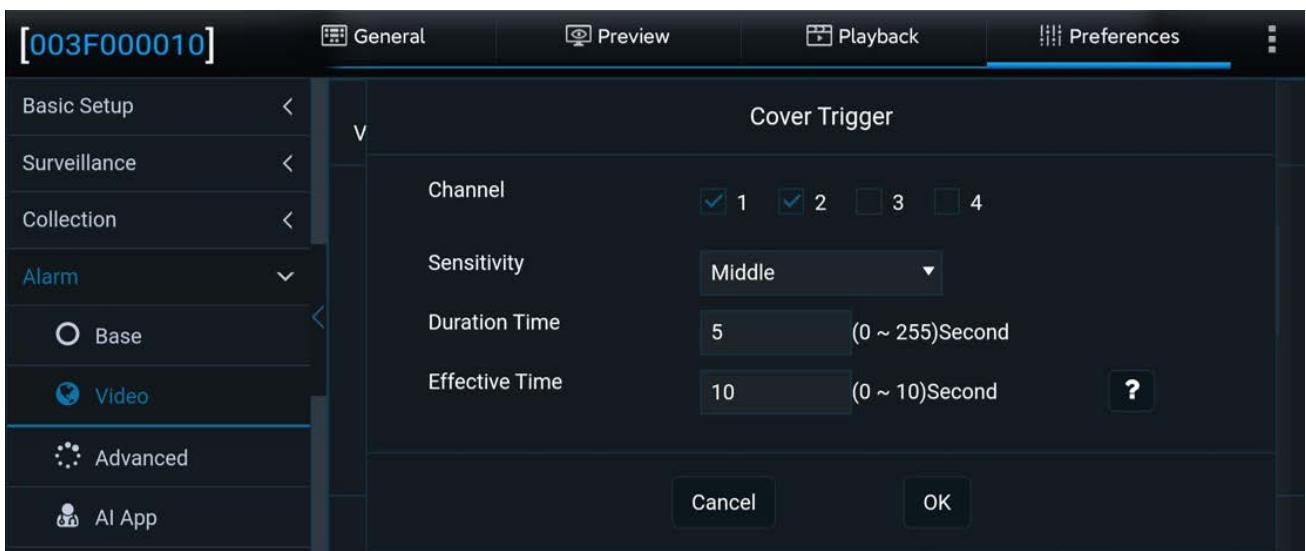 [003F000010]
General
Preview
Playback
Preferences
Basic Setup
Surveillance
Collection
Alarm
Base
Video
Advanced
AI App
V
Cover Trigger
Channel
1 2 3 4
Sensitivity
Middle
Duration Time
5 (0 ~ 255)Second
Effective Time
10 (0 ~ 10)Second
?
Cancel
OK